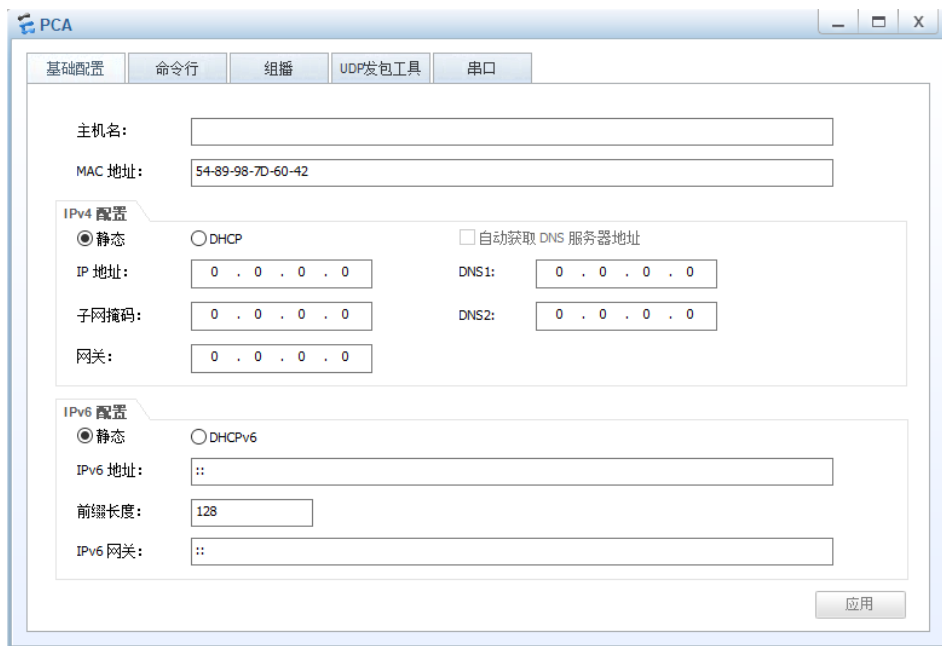 PCA
基础配置 命令行 组播 UDP发包工具 串口
主机名:
MAC 地址: 54-89-98-7D-60-42
IPv4 配置
静态 DHCP 自动获取 DNS 服务器地址
IP 地址: 0 . 0 . 0 . 0 DNS1: 0 . 0 . 0 . 0
子网掩码: 0 . 0 . 0 . 0 DNS2: 0 . 0 . 0 . 0
网关: 0 . 0 . 0 . 0
IPv6 配置
静态 DHCPv6
IPv6 地址: ::
前缀长度: 128
IPv6 网关: ::
应用